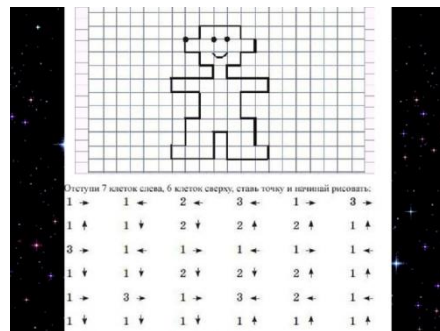 Отступи 7 клеток слева, 6 клеток сверху, ставь точку и начинай рисовать:
1 → 1 ← 2 ← 3 ← 1 → 3 →
1 ↑ 1 ↓ 2 ↓ 2 ↑ 2 ↑ 1 ↑
3 → 1 ← 1 → 1 → 1 ← 1 ←
1 ↓ 1 ↓ 2 ↓ 2 ↓ 2 ↑ 1 ↑
1 → 3 → 1 → 3 ← 2 ← 1 ←
1 ↓ 1 ↓ 1 ↓ 1 ↑ 1 ↑ 1 ↑